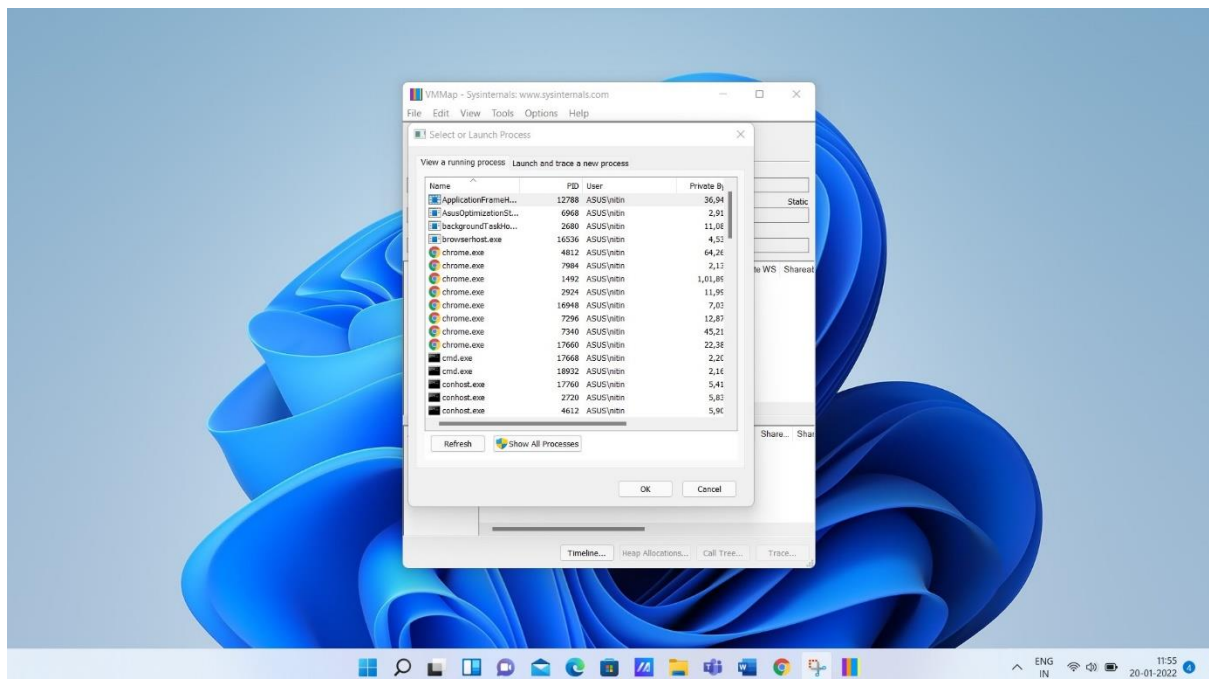 VMMap - Sysinternals: www.sysinternals.com
File Edit View Tools Options Help
Select or Launch Process
View a running process Launch and trace a new process
Name PID User Private By
Static
ApplicationFrameH... 12788 ASUS\nitin 36,94
AsusOptimizationSt... 6968 ASUS\nitin 2,91
backgroundTaskHo... 2680 ASUS\nitin 11,08
browserhost.exe 16536 ASUS\nitin 4,53
chrome.exe 4812 ASUS\nitin 64,26
te WS Shareat
chrome.exe 7984 ASUS\nitin 2,13
chrome.exe 1492 ASUS\nitin 1,01,89
chrome.exe 2924 ASUS\nitin 11,99
chrome.exe 16948 ASUS\nitin 7,03
chrome.exe 7296 ASUS\nitin 12,87
chrome.exe 7340 ASUS\nitin 45,21
chrome.exe 17660 ASUS\nitin 22,38
cmd.exe 17668 ASUS\nitin 2,20
cmd.exe 18932 ASUS\nitin 2,16
conhost.exe 17760 ASUS\nitin 5,41
conhost.exe 2720 ASUS\nitin 5,83
conhost.exe 4612 ASUS\nitin 5,90
Share... Shar
Refresh Show All Processes
OK Cancel
Timeline... Heap Allocations... Call Tree... Trace...
ENG
IN
11:55
20-01-2022
4